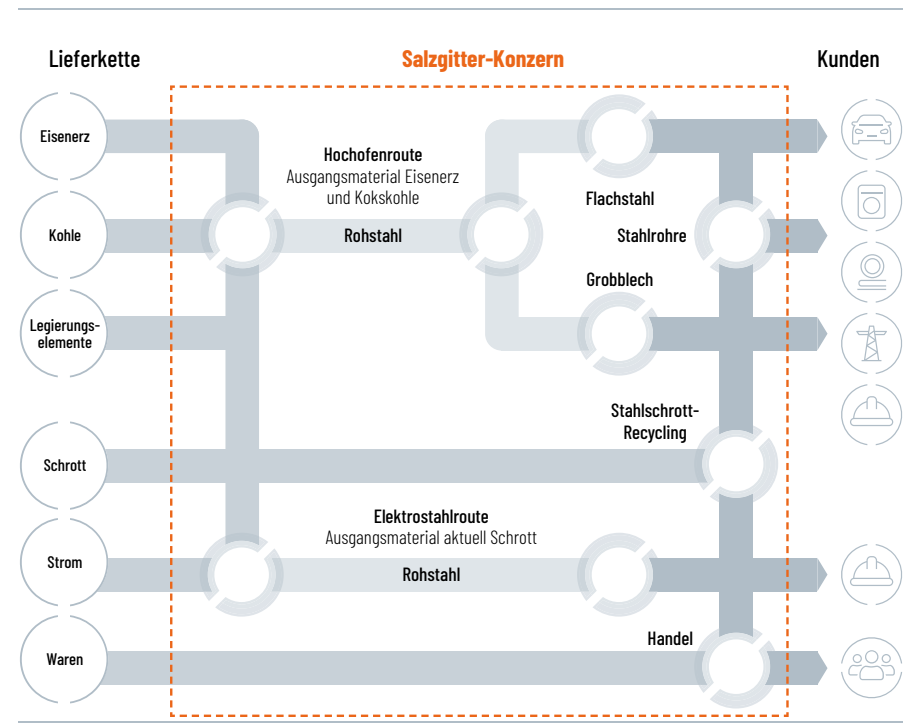 Lieferkette
Salzgitter-Konzern
Kunden
Eisenerz
Hochofenroute
Ausgangsmaterial Eisenerz
und Kokskohle
Flachstahl
Kohle
Rohstahl
Stahlrohre
Grobblech
Legierungs-
elemente
Stahlschrott-
Recycling
Schrott
Elektrostahlroute
Ausgangsmaterial aktuell Schrott
Strom
Rohstahl
Handel
Waren